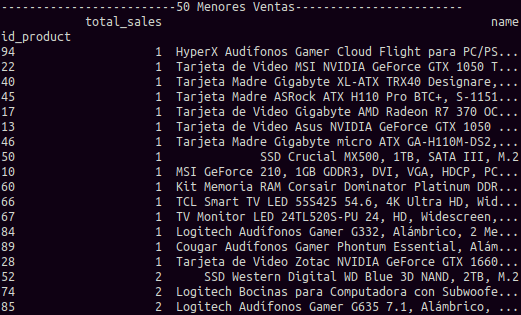 -------------------------50 Menores Ventas------------------------
total_sales name
id_product
94 1 HyperX Audífonos Gamer Cloud Flight para PC/PS...
22 1 Tarjeta de Video MSI NVIDIA GeForce GTX 1050 T...
40 1 Tarjeta Madre Gigabyte XL-ATX TRX40 Designare,...
45 1 Tarjeta Madre ASRock ATX H110 Pro BTC+, S-1151...
17 1 Tarjeta de Video Gigabyte AMD Radeon R7 370 OC...
13 1 Tarjeta de Video Asus NVIDIA GeForce GTX 1050 ...
46 1 Tarjeta Madre Gigabyte micro ATX GA-H110M-DS2,...
50 1 SSD Crucial MX500, 1TB, SATA III, M.2
10 1 MSI GeForce 210, 1GB GDDR3, DVI, VGA, HDCP, PC...
60 1 Kit Memoria RAM Corsair Dominator Platinum DDR...
66 1 TCL Smart TV LED 55S425 54.6, 4K Ultra HD, Wid...
67 1 TV Monitor LED 24TL520S-PU 24, HD, Widescreen,...
84 1 Logitech Audífonos Gamer G332, Alámbrico, 2 Me...
89 1 Cougar Audífonos Gamer Phontum Essential, Alám...
28 1 Tarjeta de Video Zotac NVIDIA GeForce GTX 1660...
52 2 SSD Western Digital WD Blue 3D NAND, 2TB, M.2
74 2 Logitech Bocinas para Computadora con Subwoofe...
85 2 Logitech Audífonos Gamer G635 7.1, Alámbrico, ...